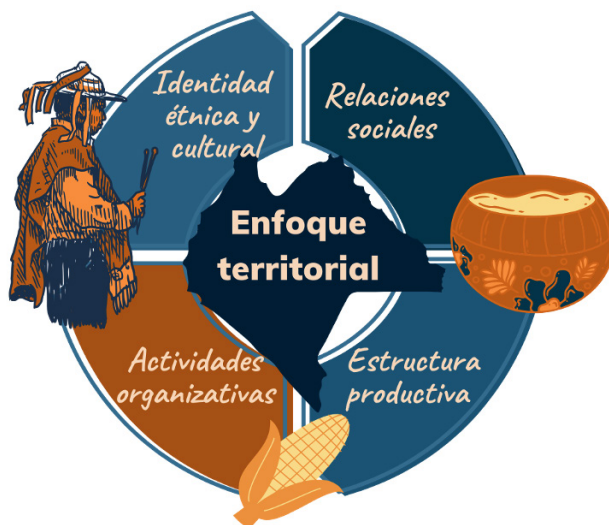 Identidad
étnica y
cultural
Relaciones
sociales
Enfoque
territorial
Actividades
organizativas
Estructura
productiva